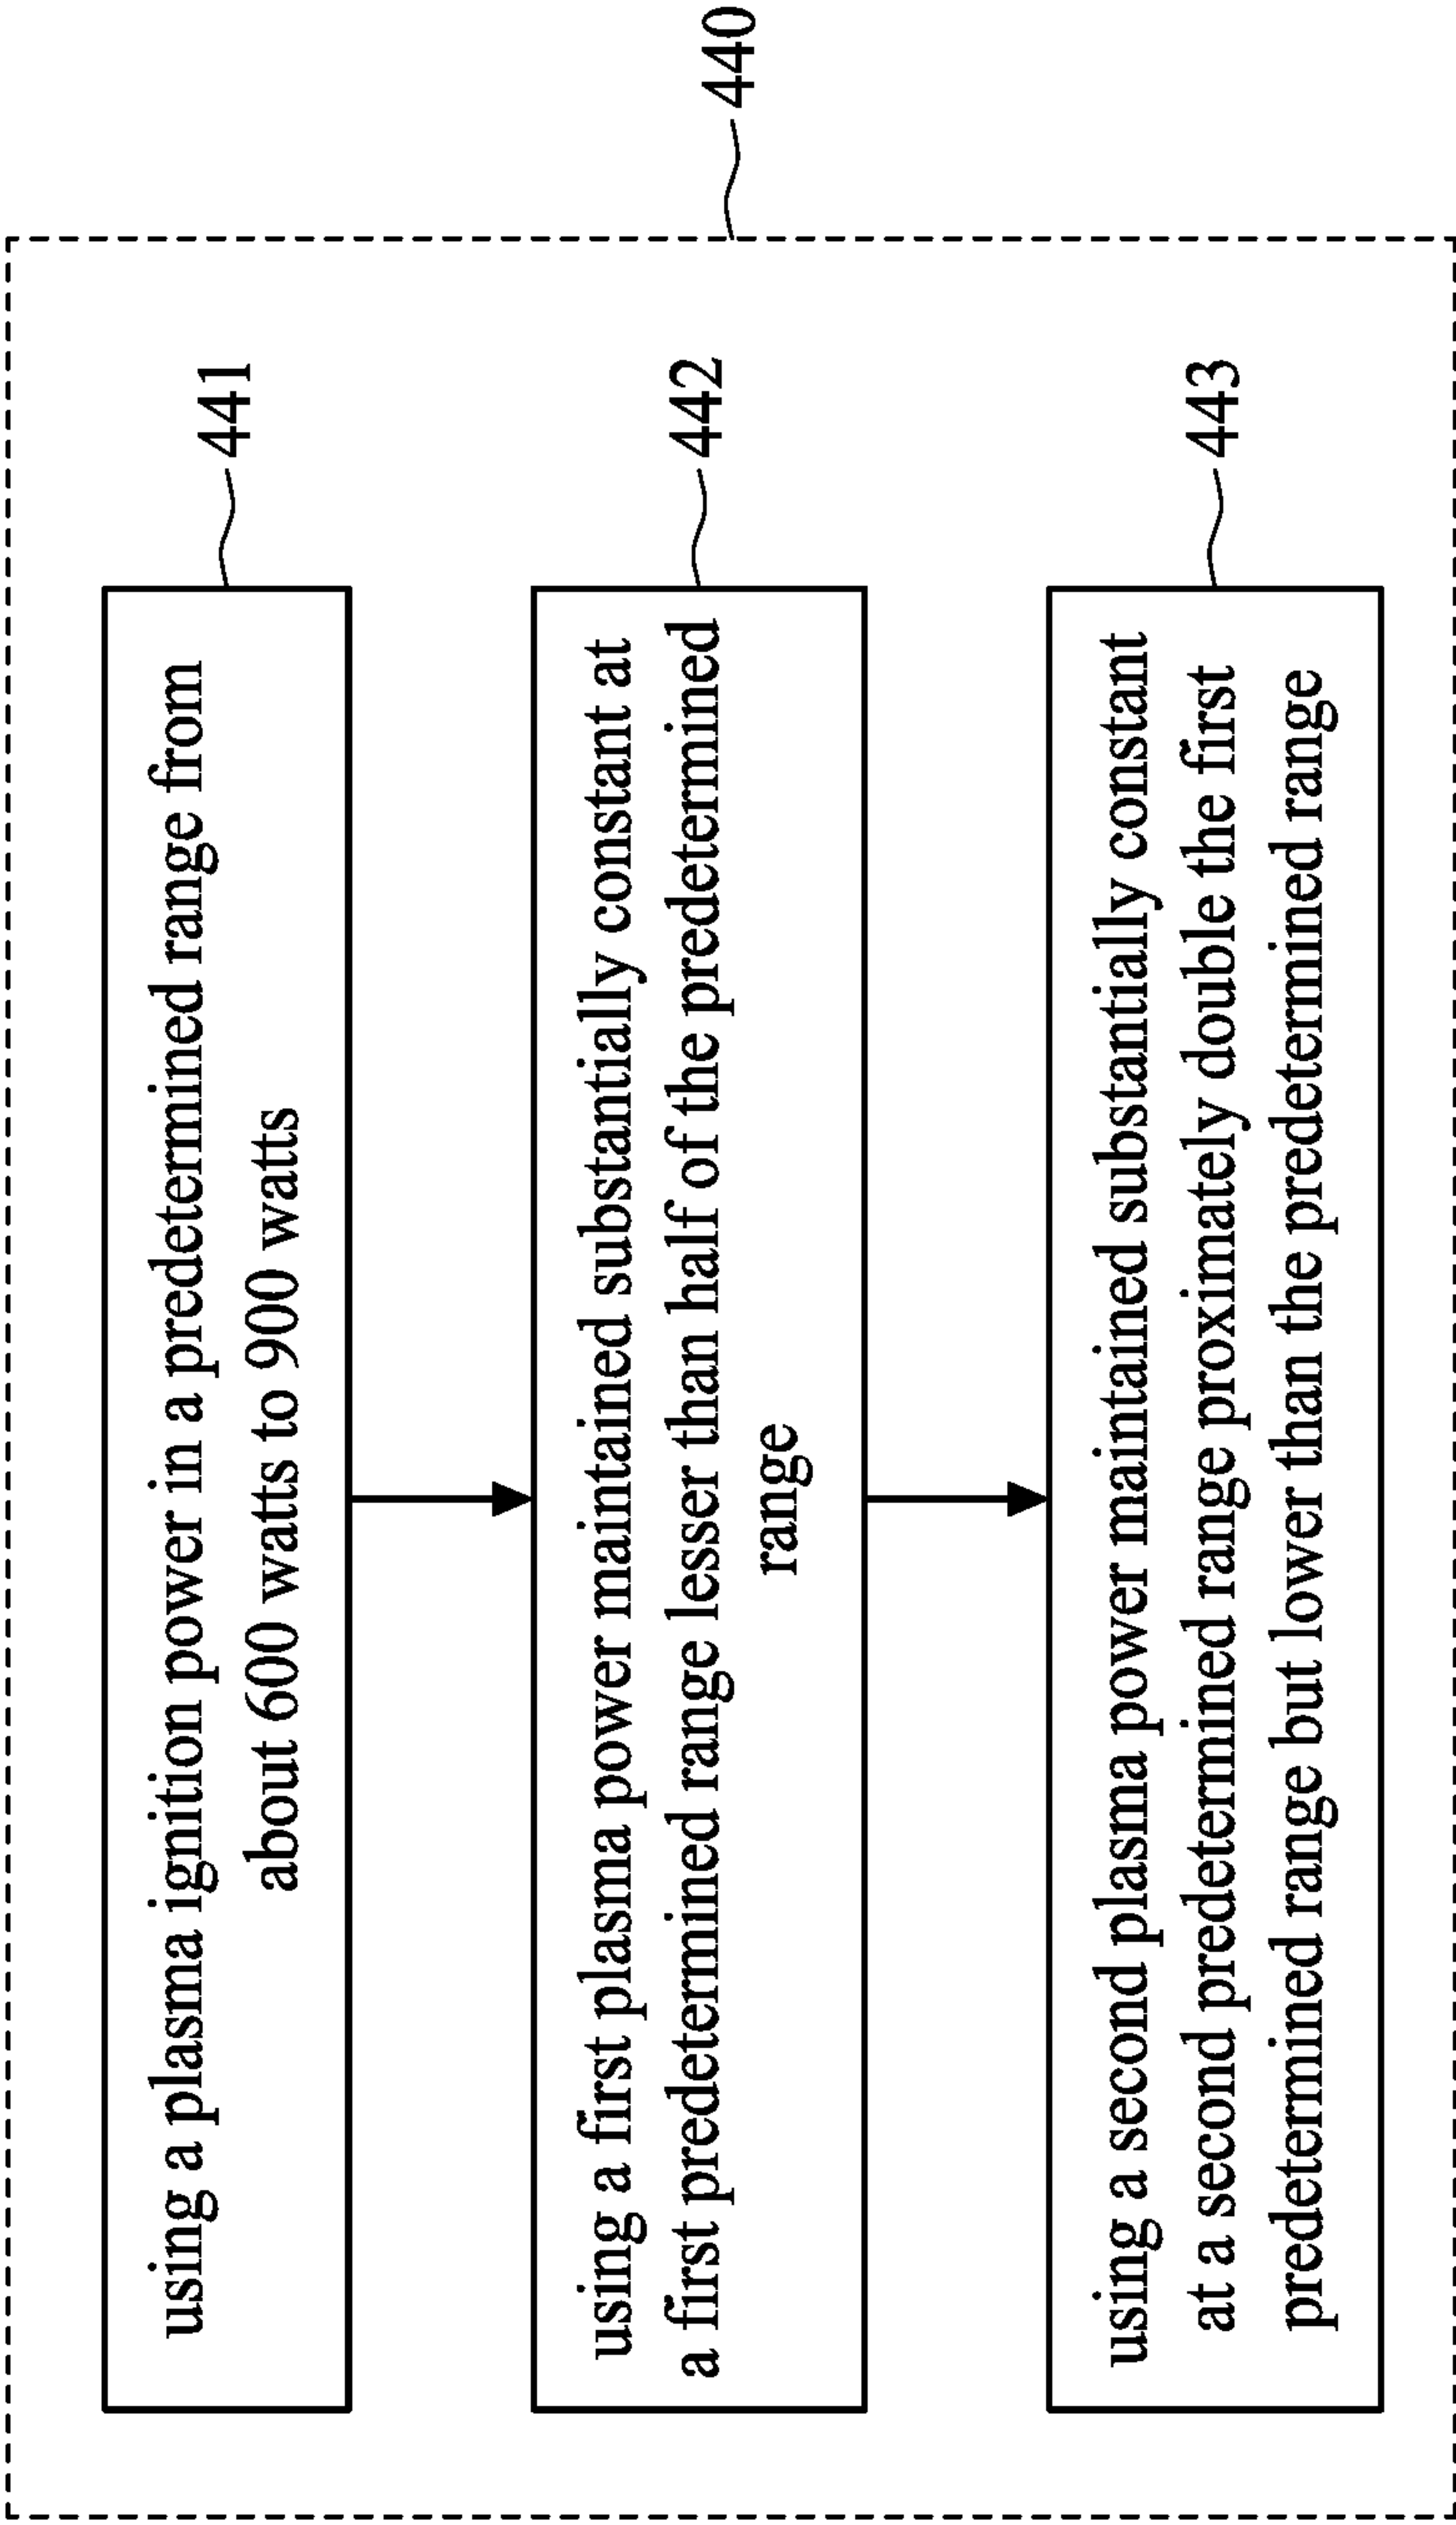 440
441
using a plasma ignition power in a predetermined range from
about 600 watts to 900 watts
442
using a first plasma power maintained substantially constant at
a first predetermined range lesser than half of the predetermined
range
443
using a second plasma power maintained substantially constant
at a second predetermined range proximately double the first
predetermined range but lower than the predetermined range